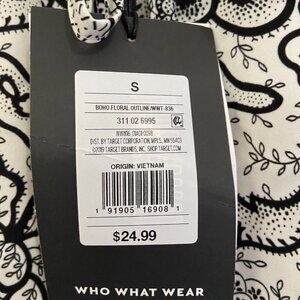 S
BOHO FLORAL OUTLINE/WWT-836
311 02 6995
DIST. BY TARGET CORPORATION, MPLS., MN 55403
©2019 TARGET BRANDS, INC. SHOP TARGET.COM
ORIGIN: VIETNAM
1 91905 16908 1
$24.99
WHO WHAT WEAR